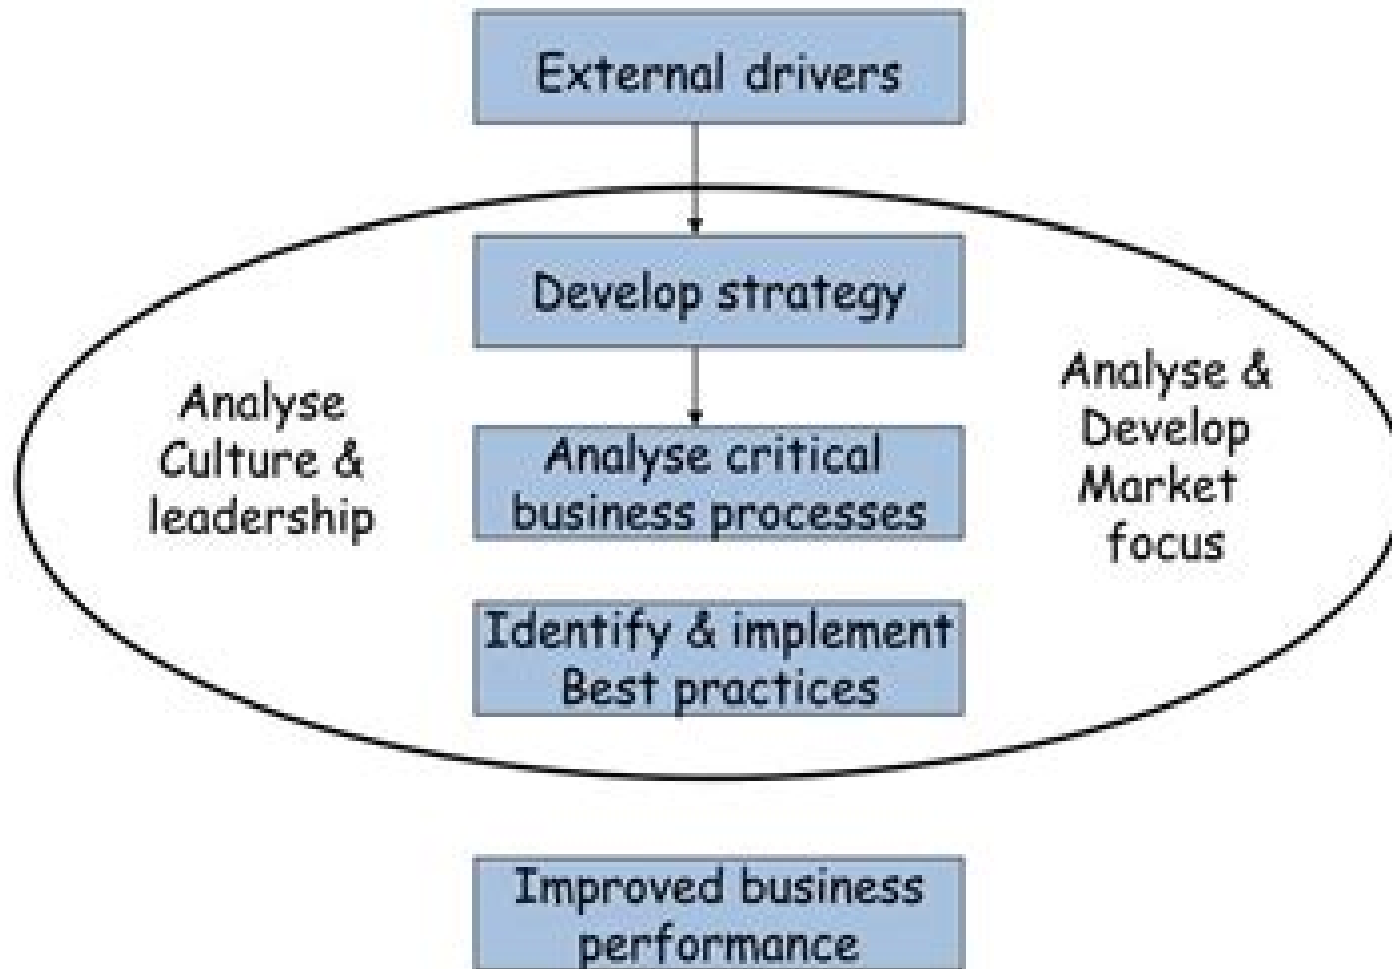 External drivers
Develop strategy
Analyse
Culture &
leadership
Analyse critical
business processes
Analyse &
Develop
Market
focus
Identify & implement
Best practices
Improved business
performance